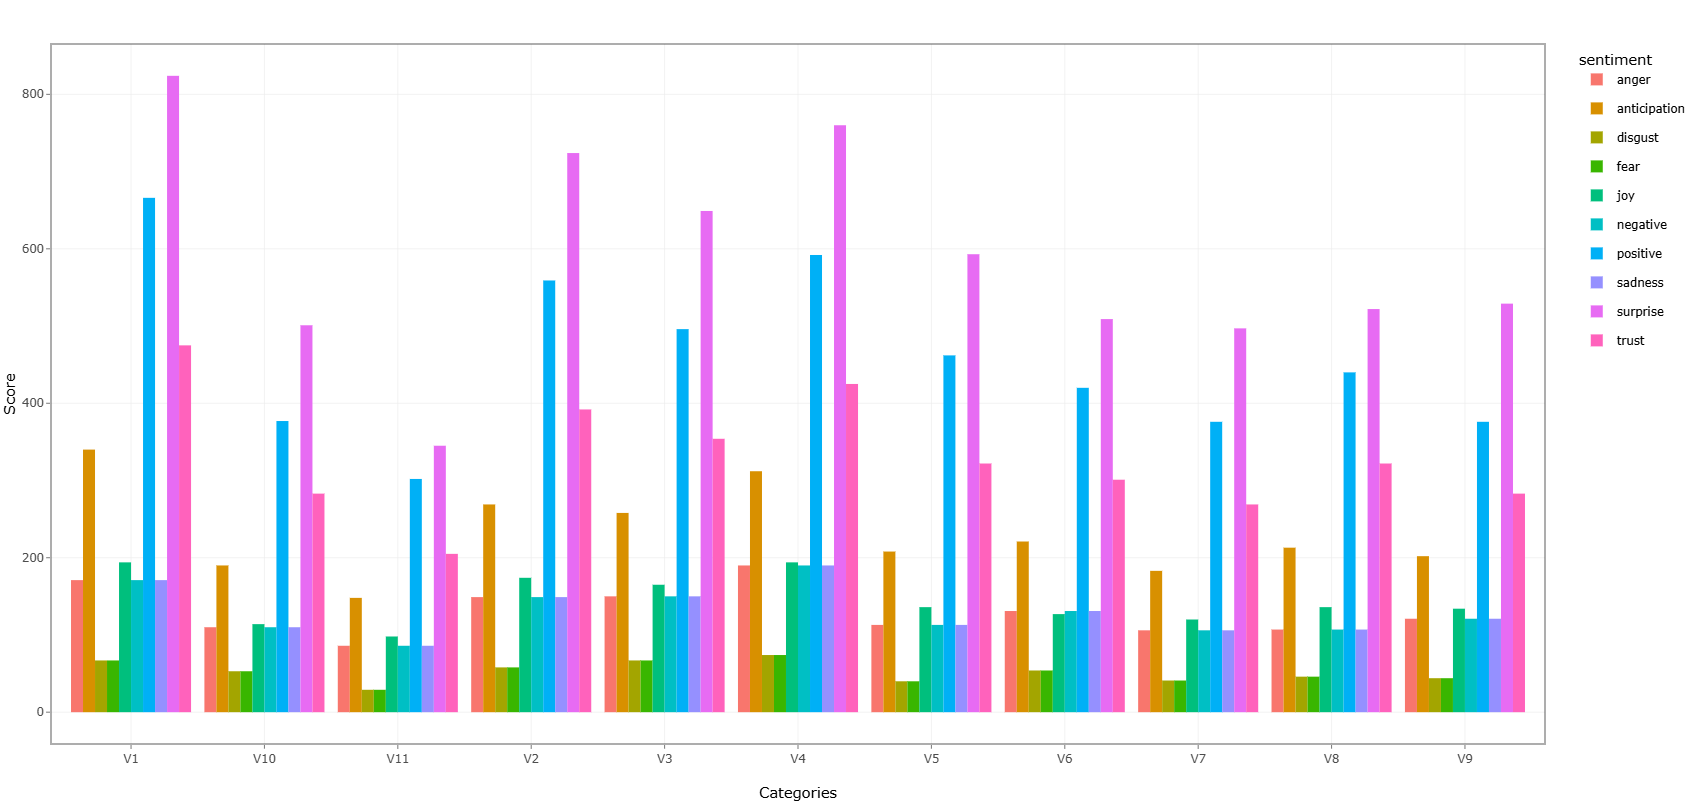 sentiment
anger
anticipation
disgust
fear
joy
negative
positive
sadness
surprise
trust
800
600
400
200
0
Score
V1 V10 V11 V2 V3 V4 V5 V6 V7 V8 V9
Categories